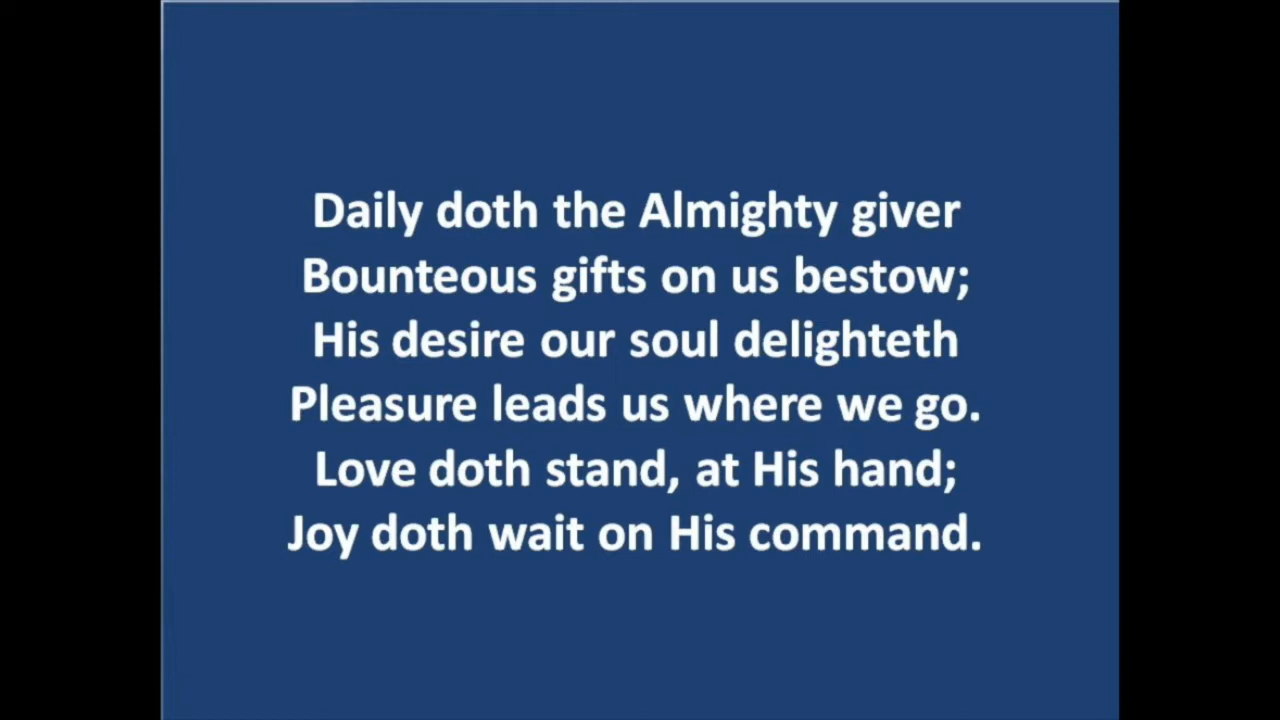 Daily doth the Almighty giver
Bounteous gifts on us bestow;
His desire our soul delighteth
Pleasure leads us where we go.
Love doth stand, at His hand;
Joy doth wait on His command.